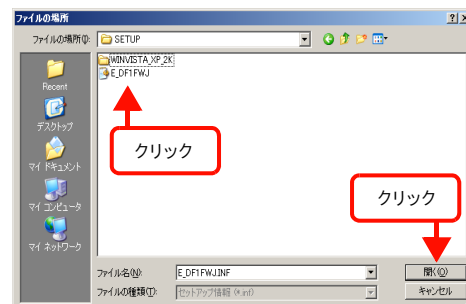 ファイルの場所
ファイルの場所(I):
SETUP
WINVISTA_XP_2K
E_DF1FWJ
Recent
デスクトップ
マイ ドキュメント
マイ コンピュータ
マイ ネットワーク
クリック
クリック
ファイル名(N):
E_DF1FWJ.INF
開く(O)
ファイルの種類(T):
セットアップ情報 (*.inf)
キャンセル